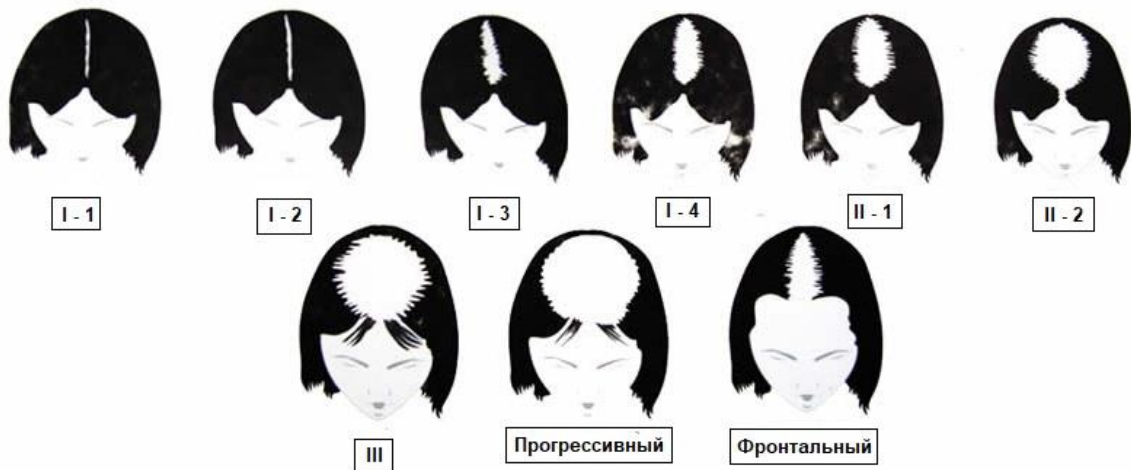 I - 1
I - 2
I - 3
I - 4
II - 1
II - 2
III
Прогрессивный
Фронтальный